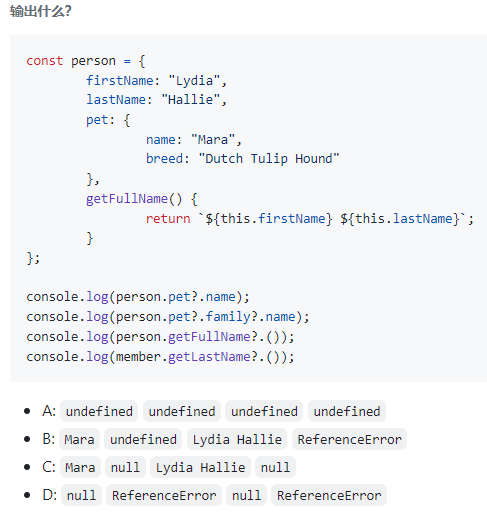 输出什么?
const person = {
        firstName: "Lydia",
        lastName: "Hallie",
        pet: {
                name: "Mara",
                breed: "Dutch Tulip Hound"
        },
        getFullName() {
                return `${this.firstName} ${this.lastName}`;
        }
};

console.log(person.pet?.name);
console.log(person.pet?.family?.name);
console.log(person.getFullName?.());
console.log(member.getLastName?.());
• A: undefined undefined undefined undefined
• B: Mara undefined Lydia Hallie ReferenceError
• C: Mara null Lydia Hallie null
• D: null ReferenceError null ReferenceError